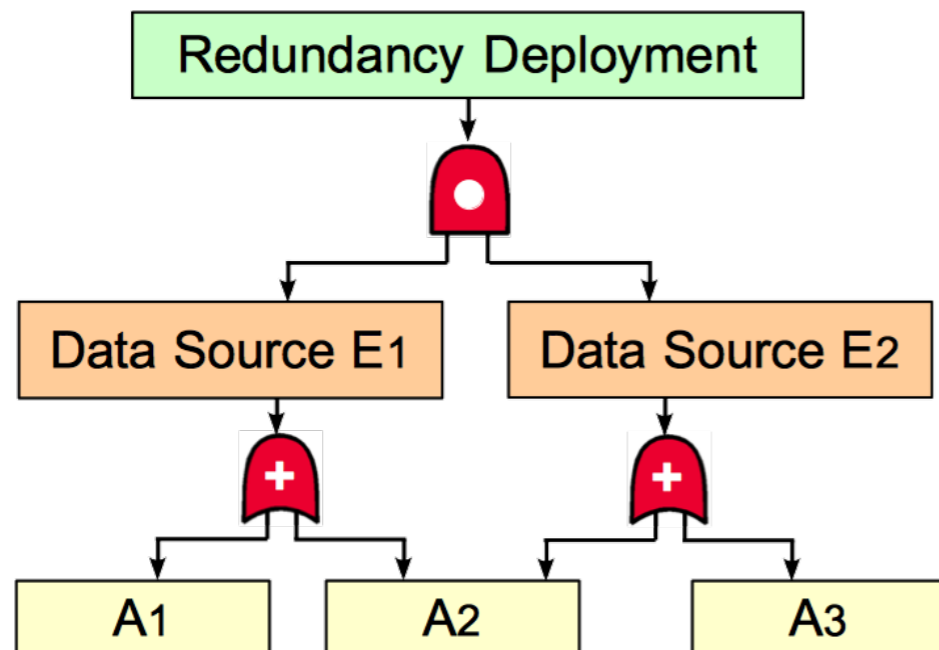 Redundancy Deployment
Data Source E1
Data Source E2
+
+
A1
A2
A3